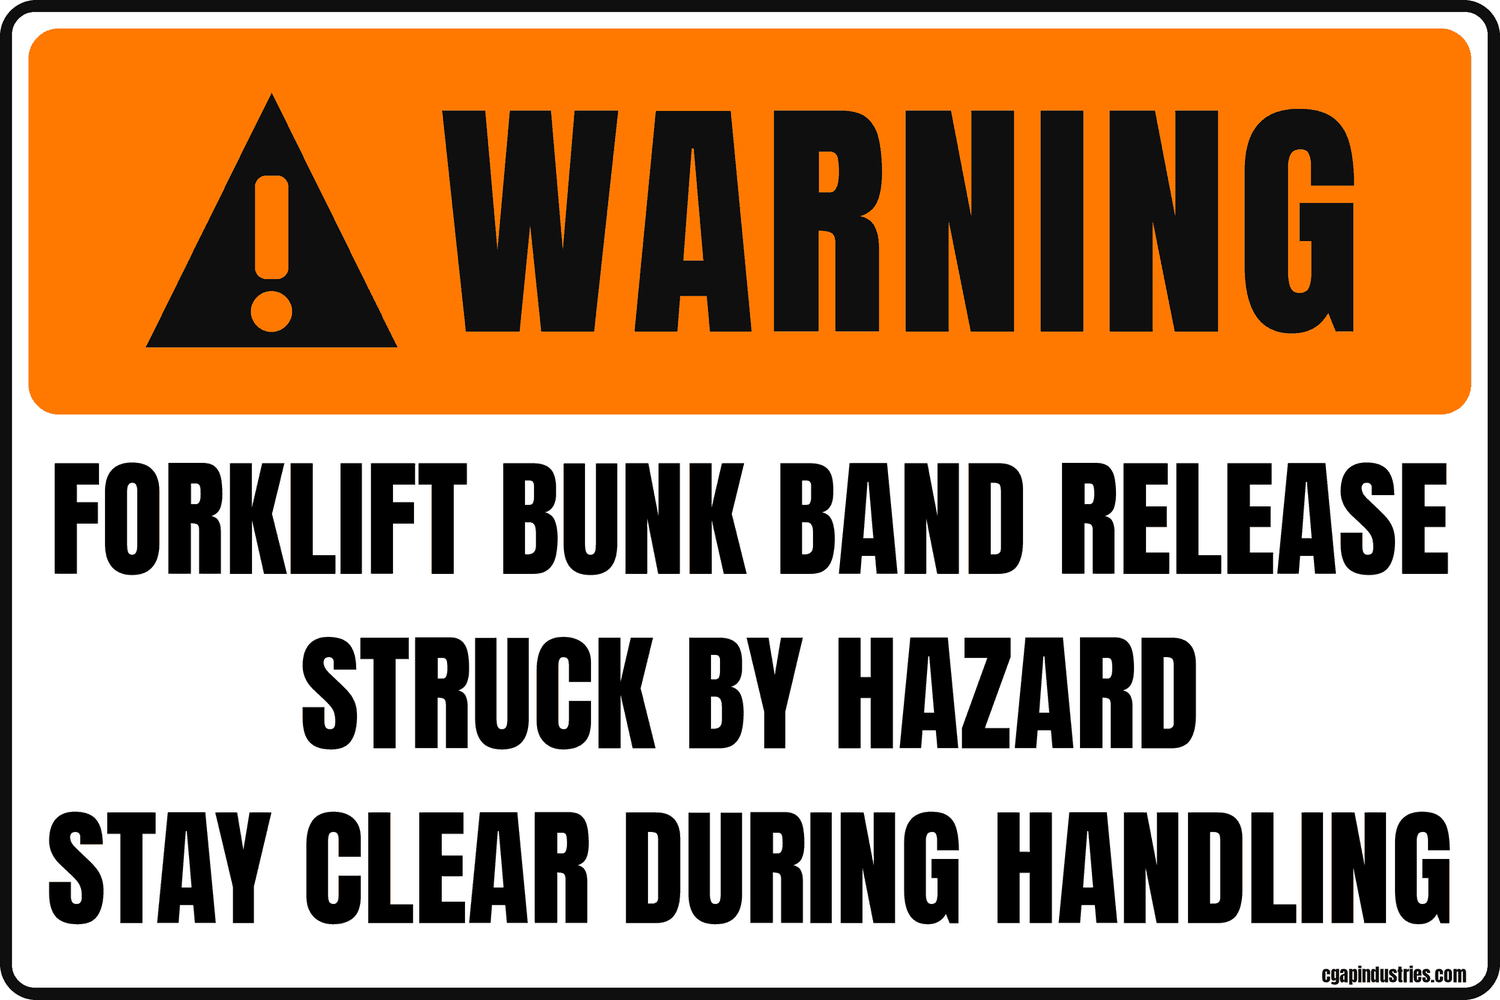 WARNING
FORKLIFT BUNK BAND RELEASE
STRUCK BY HAZARD
STAY CLEAR DURING HANDLING
cgapindustries.com